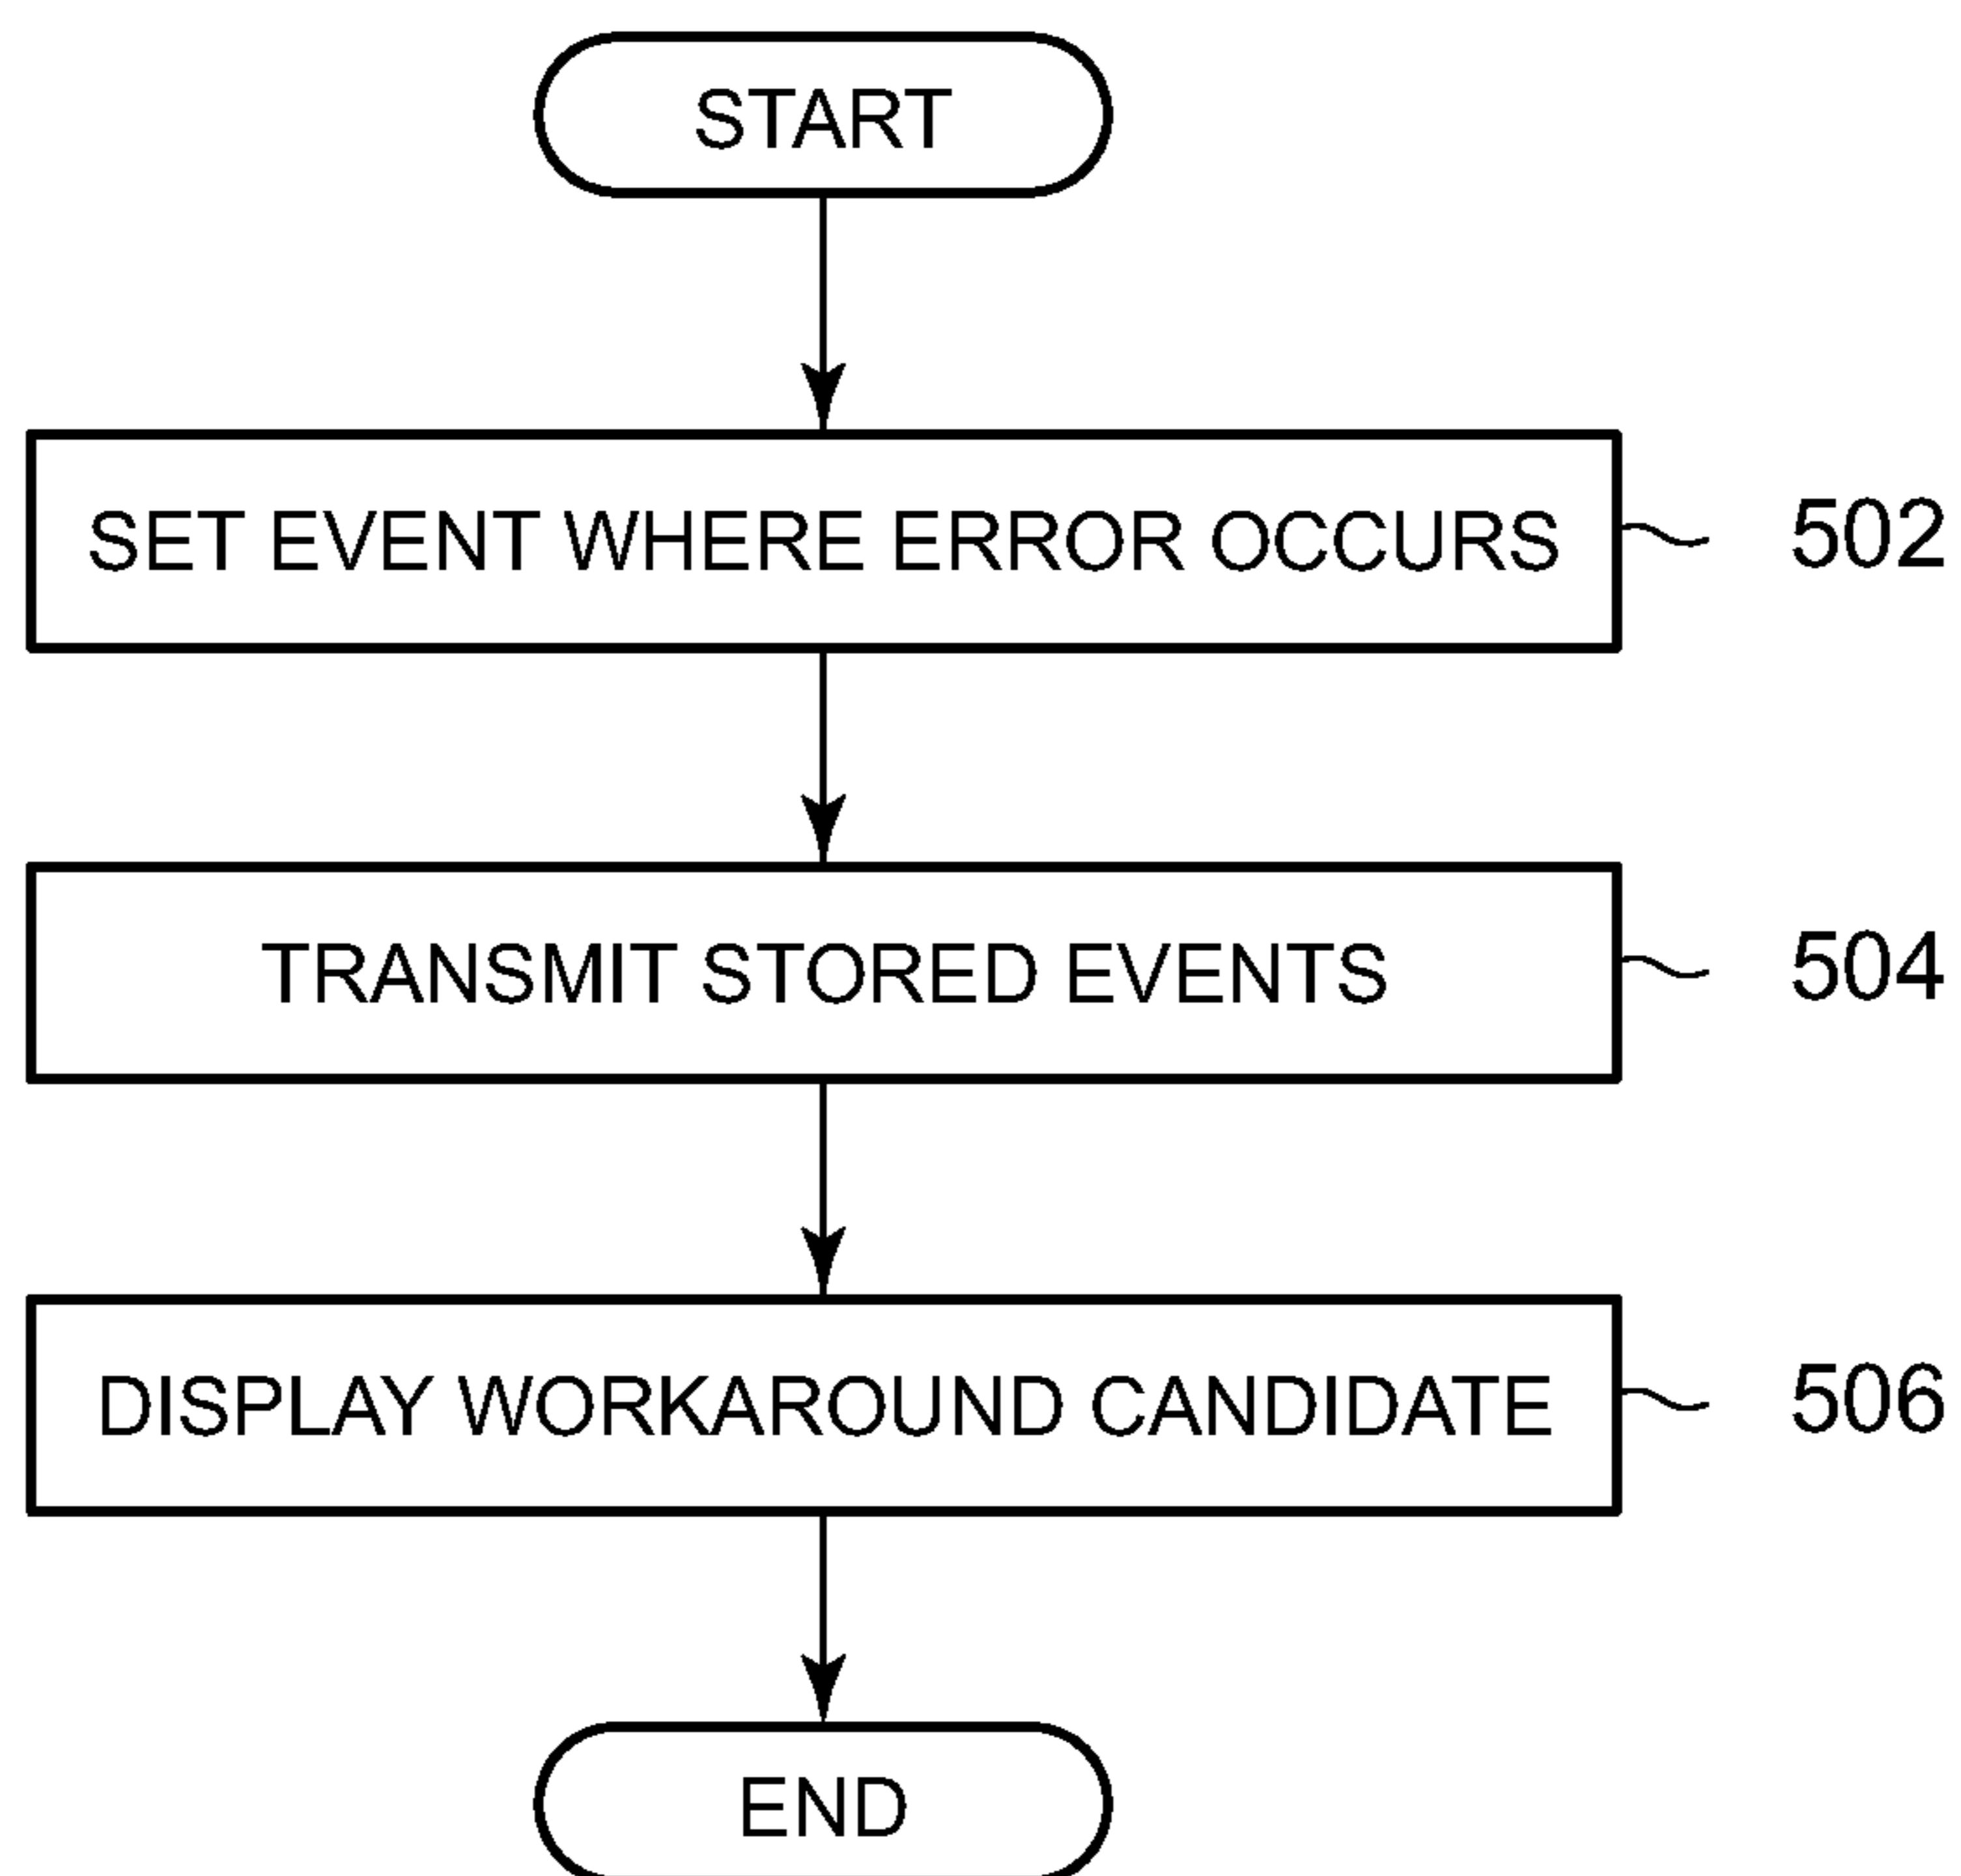 START
SET EVENT WHERE ERROR OCCURS
502
TRANSMIT STORED EVENTS
504
DISPLAY WORKAROUND CANDIDATE
506
END